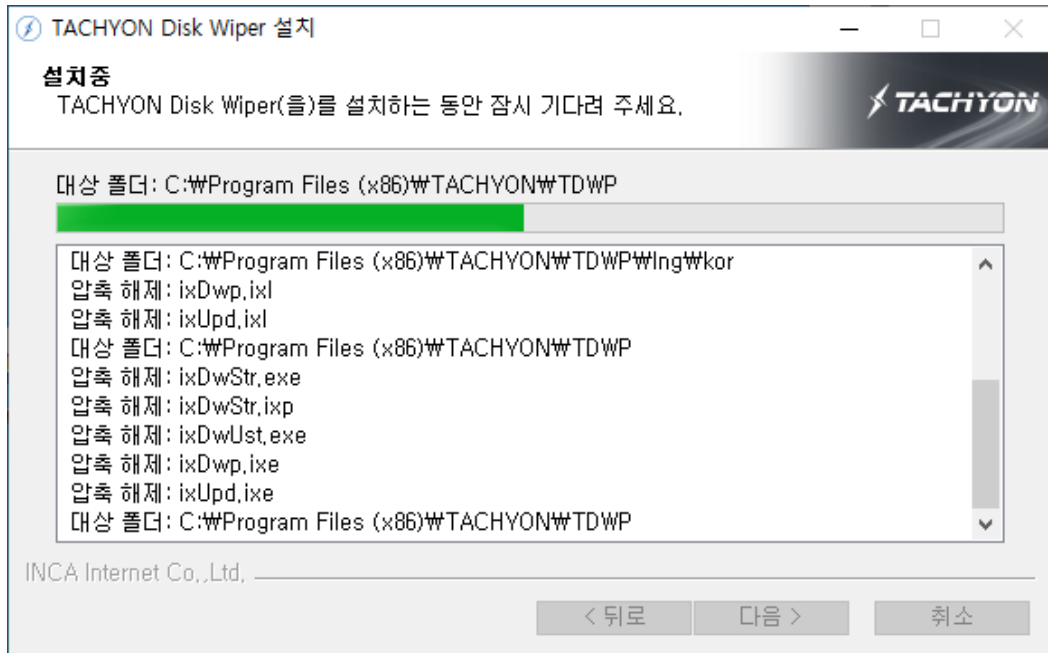 TACHYON Disk Wiper 설치
설치중
TACHYON Disk Wiper(을)를 설치하는 동안 잠시 기다려 주세요.
TACHYON
대상 폴더: C:₩Program Files (x86)₩TACHYON₩TDWP
대상 폴더: C:₩Program Files (x86)₩TACHYON₩TDWP₩lng₩kor
압축 해제: ixDwp.ixl
압축 해제: ixUpd.ixl
대상 폴더: C:₩Program Files (x86)₩TACHYON₩TDWP
압축 해제: ixDwStr.exe
압축 해제: ixDwStr.ixp
압축 해제: ixDwUst.exe
압축 해제: ixDwp.ixe
압축 해제: ixUpd.ixe
대상 폴더: C:₩Program Files (x86)₩TACHYON₩TDWP
INCA Internet Co.,Ltd.
< 뒤로 다음 > 취소